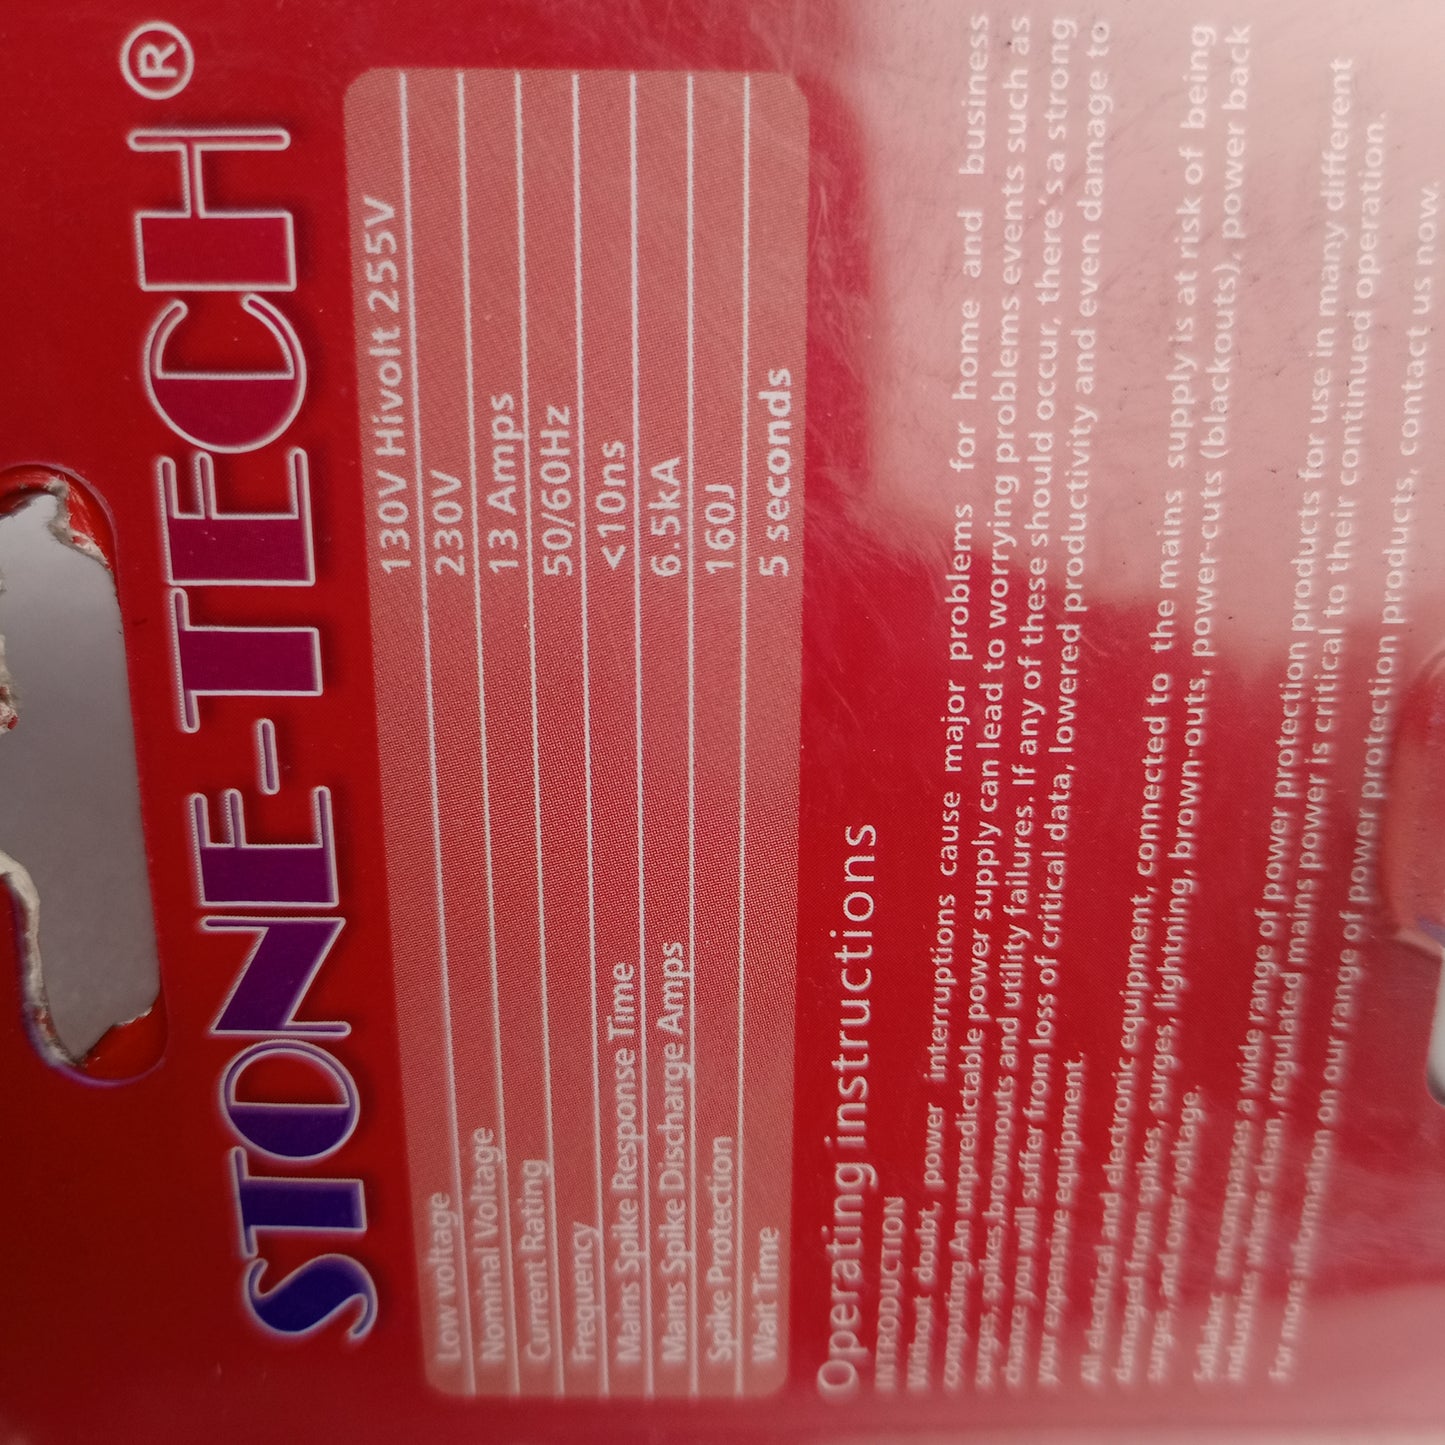 STONE-TECH®
Low voltage 130V Hivolt 255V
Nominal Voltage 230V
Current Rating 13 Amps
Frequency 50/60Hz
Mains Spike Response Time <10ns
Mains Spike Discharge Amps 6.5kA
Spike Protection 160J
Wait Time 5 seconds
Operating instructions
INTRODUCTION
Without doubt, power interruptions cause major problems for home and business
computing. An unpredictable power supply can lead to worrying problems events such as
surges, spikes, brownouts and utility failures. If any of these should occur, there's a strong
chance you will suffer from loss of critical data, lowered productivity and even damage to
your expensive equipment.
All electrical and electronic equipment, connected to the mains supply is at risk of being
damaged from spikes, surges, lightning, brown-outs, power-cuts (blackouts), power back
surge, and over-voltage.
Sollatec encompasses a wide range of power protection products for use in many different
industries where clean, regulated mains power is critical to their continued operation.
For more information on our range of power protection products, contact us now.